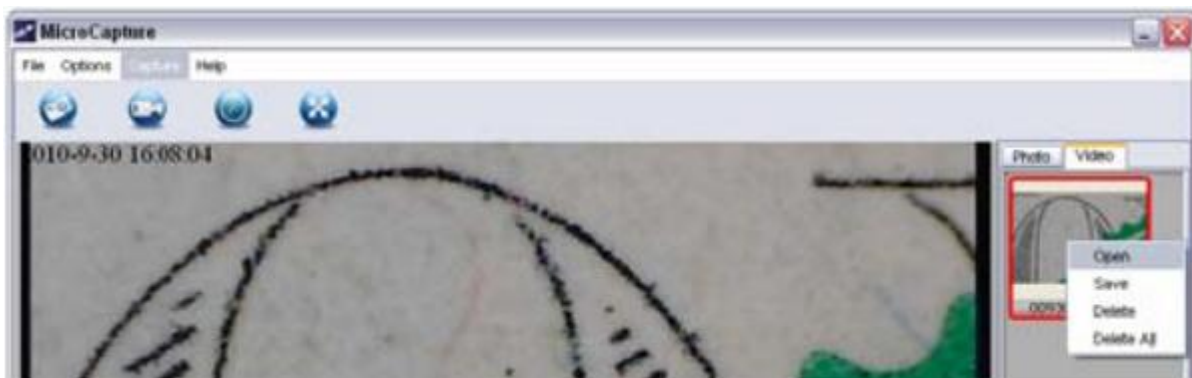 MicroCapture
File Options Capture Help
010-9-30 16:08:04
Photo Video
Open
Save
Delete
Delete All